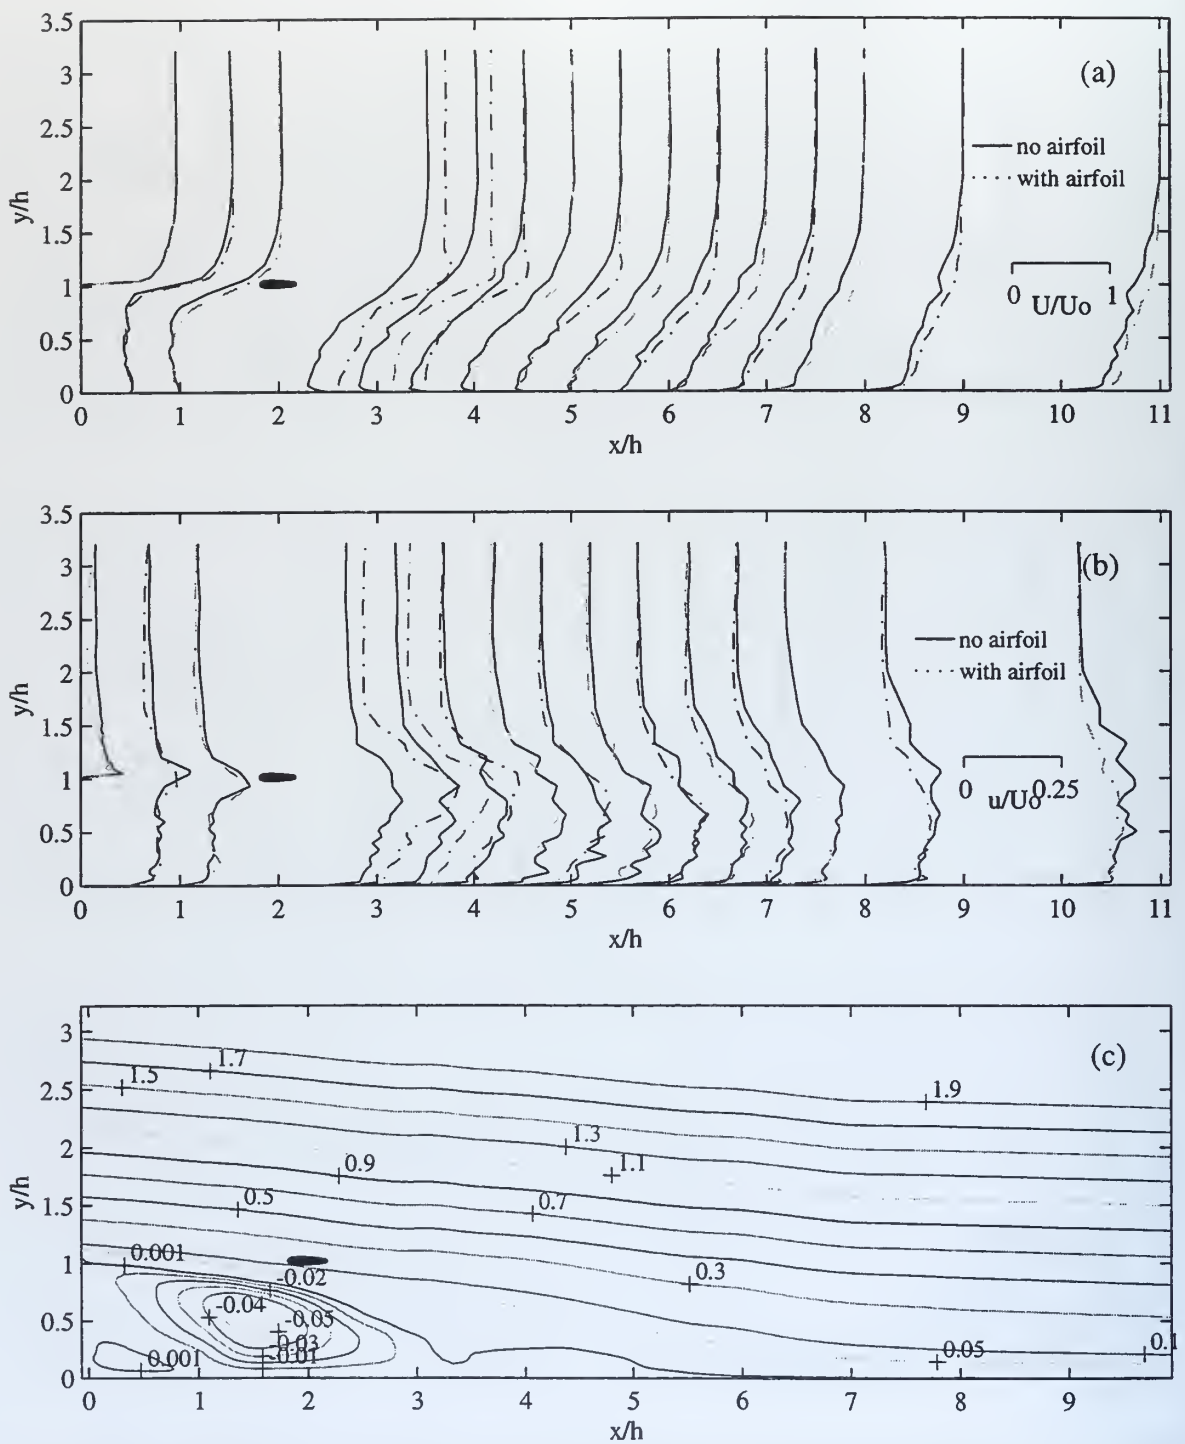 3.5
(a)
3
2.5
no airfoil
y/h
2
with airfoil
1.5
1
0 U/Uo 1
0.5
0
0 1 2 3 4 5 6 7 8 9 10 11
x/h
3.5
(b)
3
2.5
no airfoil
y/h
2
with airfoil
1.5
1
0 u/Uo 0.25
0.5
0
0 1 2 3 4 5 6 7 8 9 10 11
x/h
3
1.7
(c)
1.5
2.5
1.9
y/h
2
1.3
0.9
1.1
1.5
0.5
0.7
1
0.001
-0.02
0.3
0.5
-0.04
-0.05
-0.03
0.001
-0.01
0.05
0.1
0
0 1 2 3 4 5 6 7 8 9
x/h